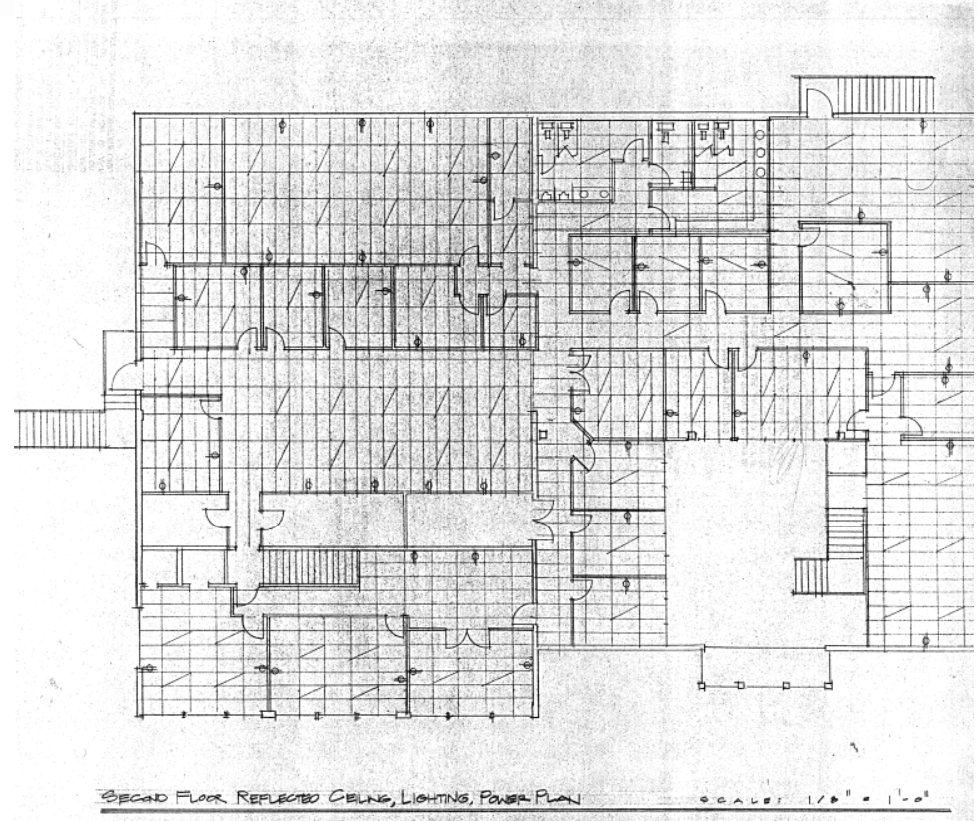 SECOND FLOOR REFLECTED CEILING, LIGHTING, POWER PLAN
SCALE: 1/8" = 1'-0"